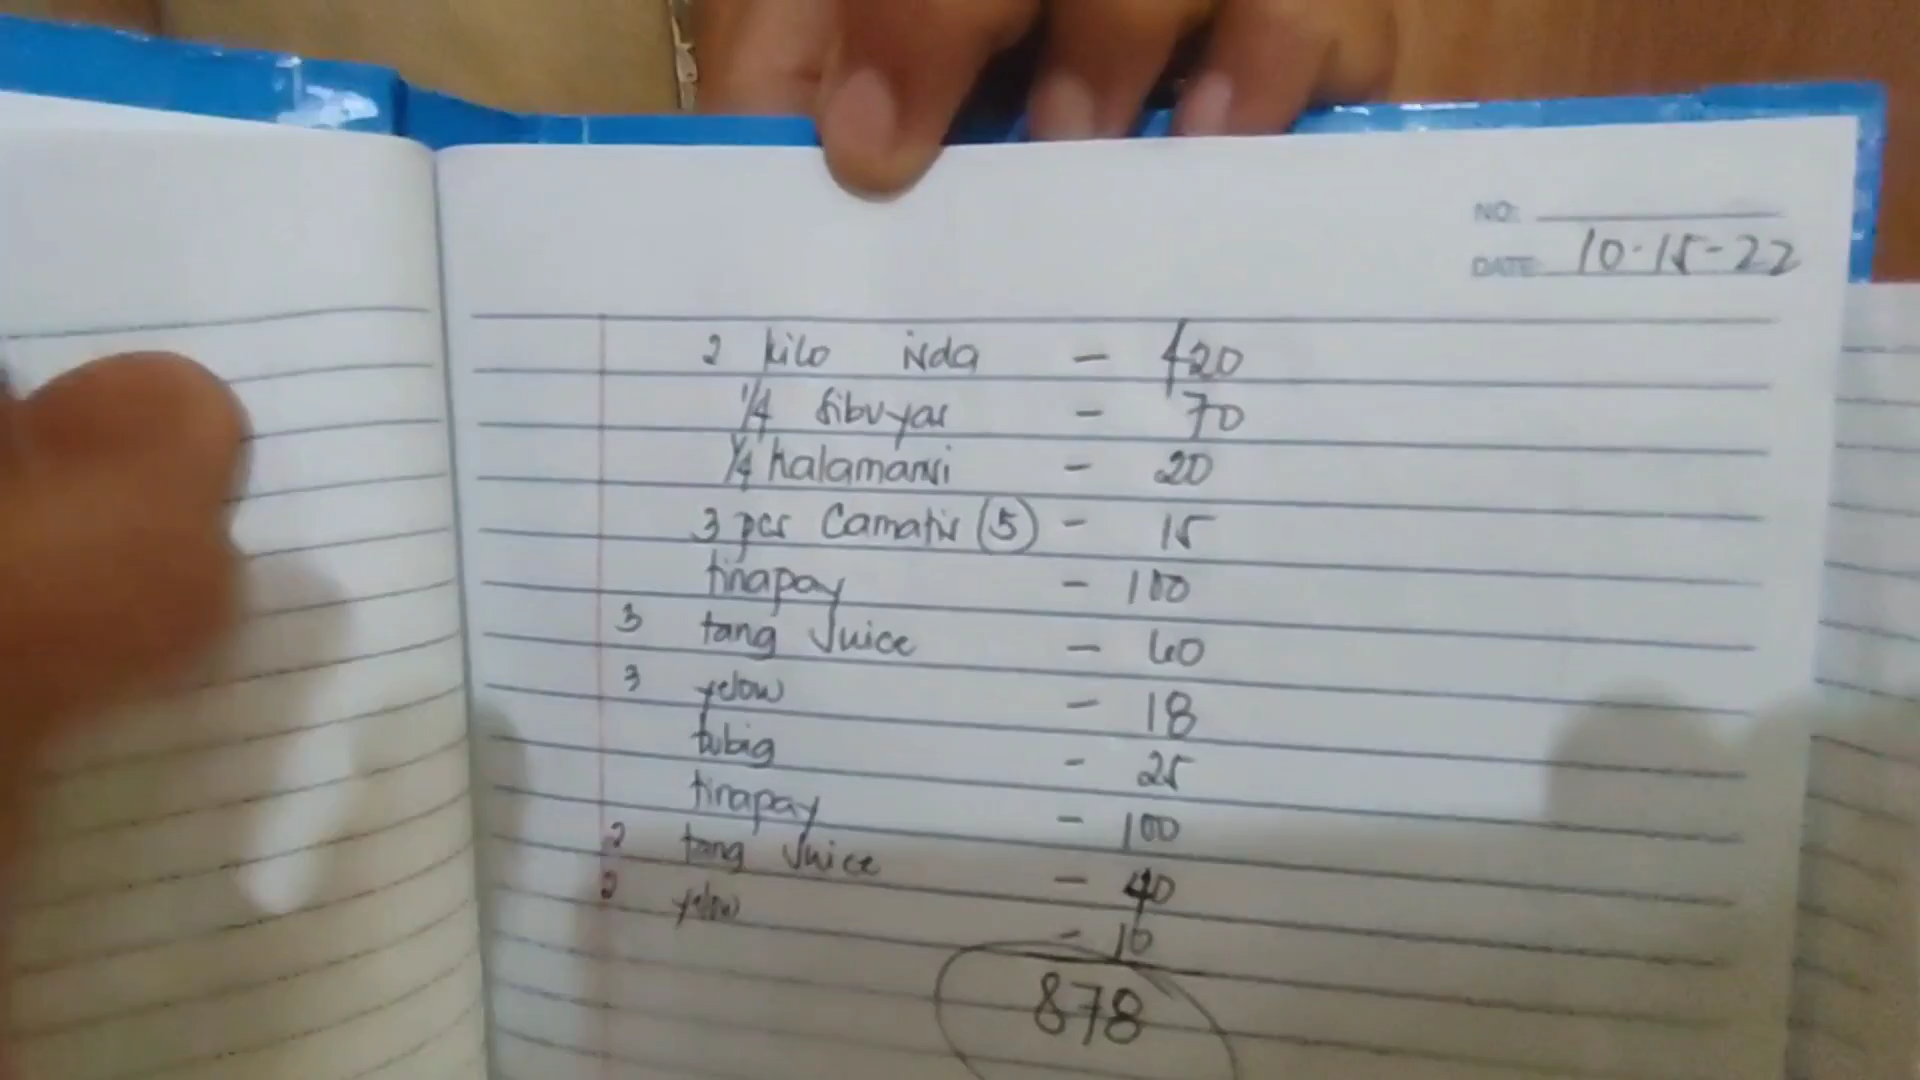 NO:
DATE: 10-15-22
2 kilo isda - 420
1/4 sibuyas - 70
1/4 kalamansi - 20
3 pcs Camatis (5) - 15
tinapay - 100
3 tang Juice - 60
3 yelow - 18
tubig - 25
tinapay - 100
2 tang Juice - 40
2 yelow - 10
878